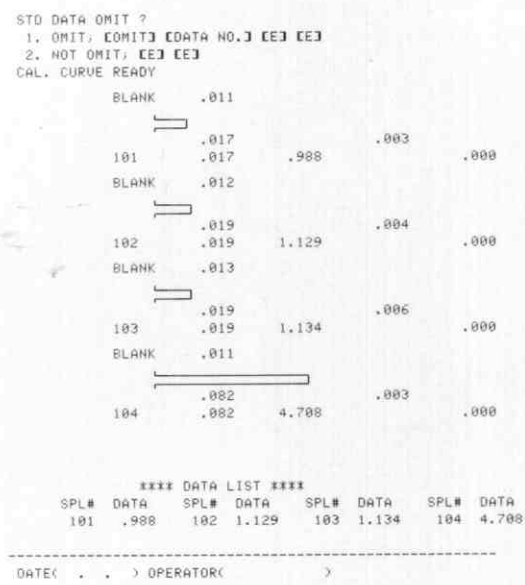 STD DATA OMIT ?
1. OMIT; [OMIT] [DATA NO.] [E] [E]
2. NOT OMIT; [E] [E]
CAL. CURVE READY
BLANK .011
.017 .003
101 .017 .988 .000
BLANK .012
.019 .004
102 .019 1.129 .000
BLANK .013
.019 .006
103 .019 1.134 .000
BLANK .011
.082 .003
104 .082 4.708 .000
**** DATA LIST ****
SPL# DATA SPL# DATA SPL# DATA SPL# DATA
101 .988 102 1.129 103 1.134 104 4.708
DATE( . . ) OPERATOR( )